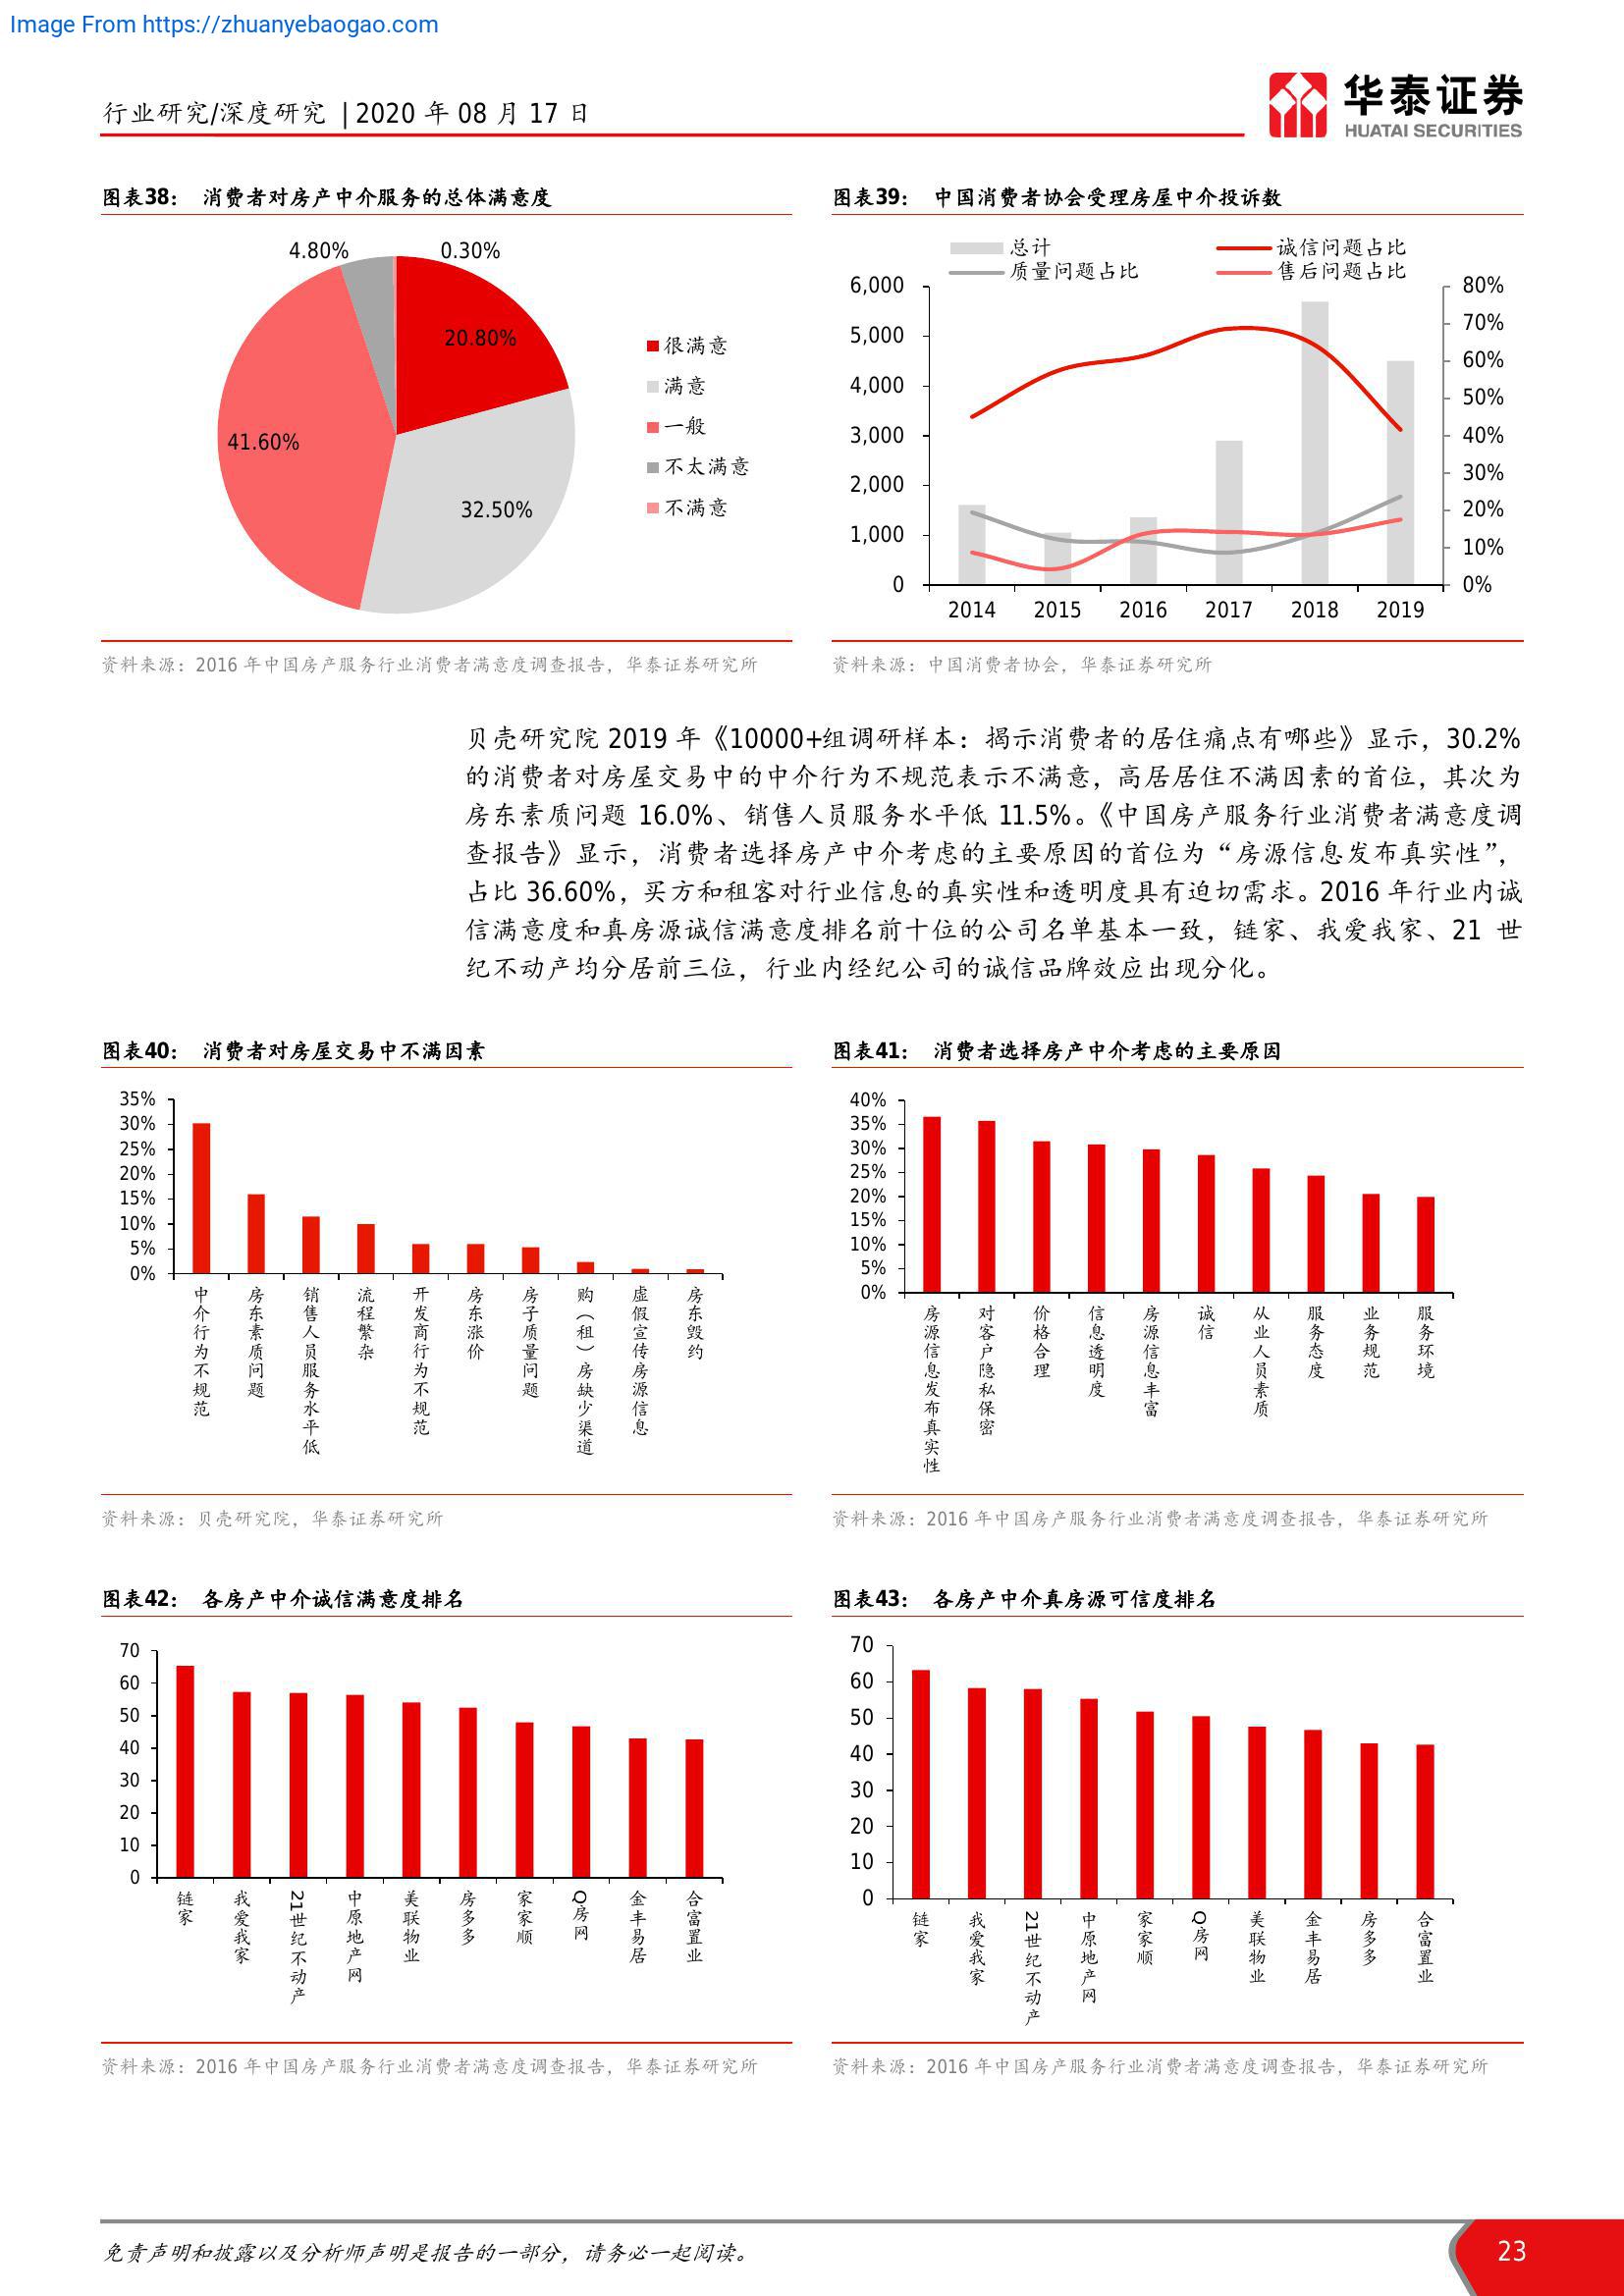 Image From https://zhuanyebaogao.com
行业研究/深度研究 | 2020 年 08 月 17 日
华泰证券
HUATAI SECURITIES
图表38： 消费者对房产中介服务的总体满意度
4.80%
0.30%
20.80%
41.60%
32.50%
很满意
满意
一般
不太满意
不满意
资料来源：2016 年中国房产服务行业消费者满意度调查报告，华泰证券研究所
图表39： 中国消费者协会受理房屋中介投诉数
总计 诚信问题占比
质量问题占比 售后问题占比
6,000 80%
5,000 70%
4,000 60%
3,000 50%
2,000 40%
1,000 30%
0 20%
10%
0%
2014 2015 2016 2017 2018 2019
资料来源：中国消费者协会，华泰证券研究所
贝壳研究院 2019 年《10000+组调研样本：揭示消费者的居住痛点有哪些》显示，30.2%
的消费者对房屋交易中的中介行为不规范表示不满意，高居居住不满因素的首位，其次为
房东素质问题 16.0%、销售人员服务水平低 11.5%。《中国房产服务行业消费者满意度调
查报告》显示，消费者选择房产中介考虑的主要原因的首位为“房源信息发布真实性”，
占比 36.60%，买方和租客对行业信息的真实性和透明度具有迫切需求。2016 年行业内诚
信满意度和真房源诚信满意度排名前十位的公司名单基本一致，链家、我爱我家、21 世
纪不动产均分居前三位，行业内经纪公司的诚信品牌效应出现分化。
图表40： 消费者对房屋交易中不满因素
35%
30%
25%
20%
15%
10%
5%
0%
中介行为不规范
房东素质问题
销售人员服务水平低
流程繁杂
开发商行为不规范
房东涨价
房子质量问题
购（租）房缺少渠道
虚假宣传房源信息
房东毁约
资料来源：贝壳研究院，华泰证券研究所
图表41： 消费者选择房产中介考虑的主要原因
40%
35%
30%
25%
20%
15%
10%
5%
0%
房源信息发布真实性
对客户隐私保密
价格合理
信息透明度
房源信息丰富
诚信
从业人员素质
服务态度
业务规范
服务环境
资料来源：2016 年中国房产服务行业消费者满意度调查报告，华泰证券研究所
图表42： 各房产中介诚信满意度排名
70
60
50
40
30
20
10
0
链家
我爱我家
21世纪不动产
中原地产网
美联物业
房多多
家家顺
Q房网
金丰易居
合富置业
资料来源：2016 年中国房产服务行业消费者满意度调查报告，华泰证券研究所
图表43： 各房产中介真房源可信度排名
70
60
50
40
30
20
10
0
链家
我爱我家
21世纪不动产
中原地产网
家家顺
Q房网
美联物业
金丰易居
房多多
合富置业
资料来源：2016 年中国房产服务行业消费者满意度调查报告，华泰证券研究所
免责声明和披露以及分析师声明是报告的一部分，请务必一起阅读。
23